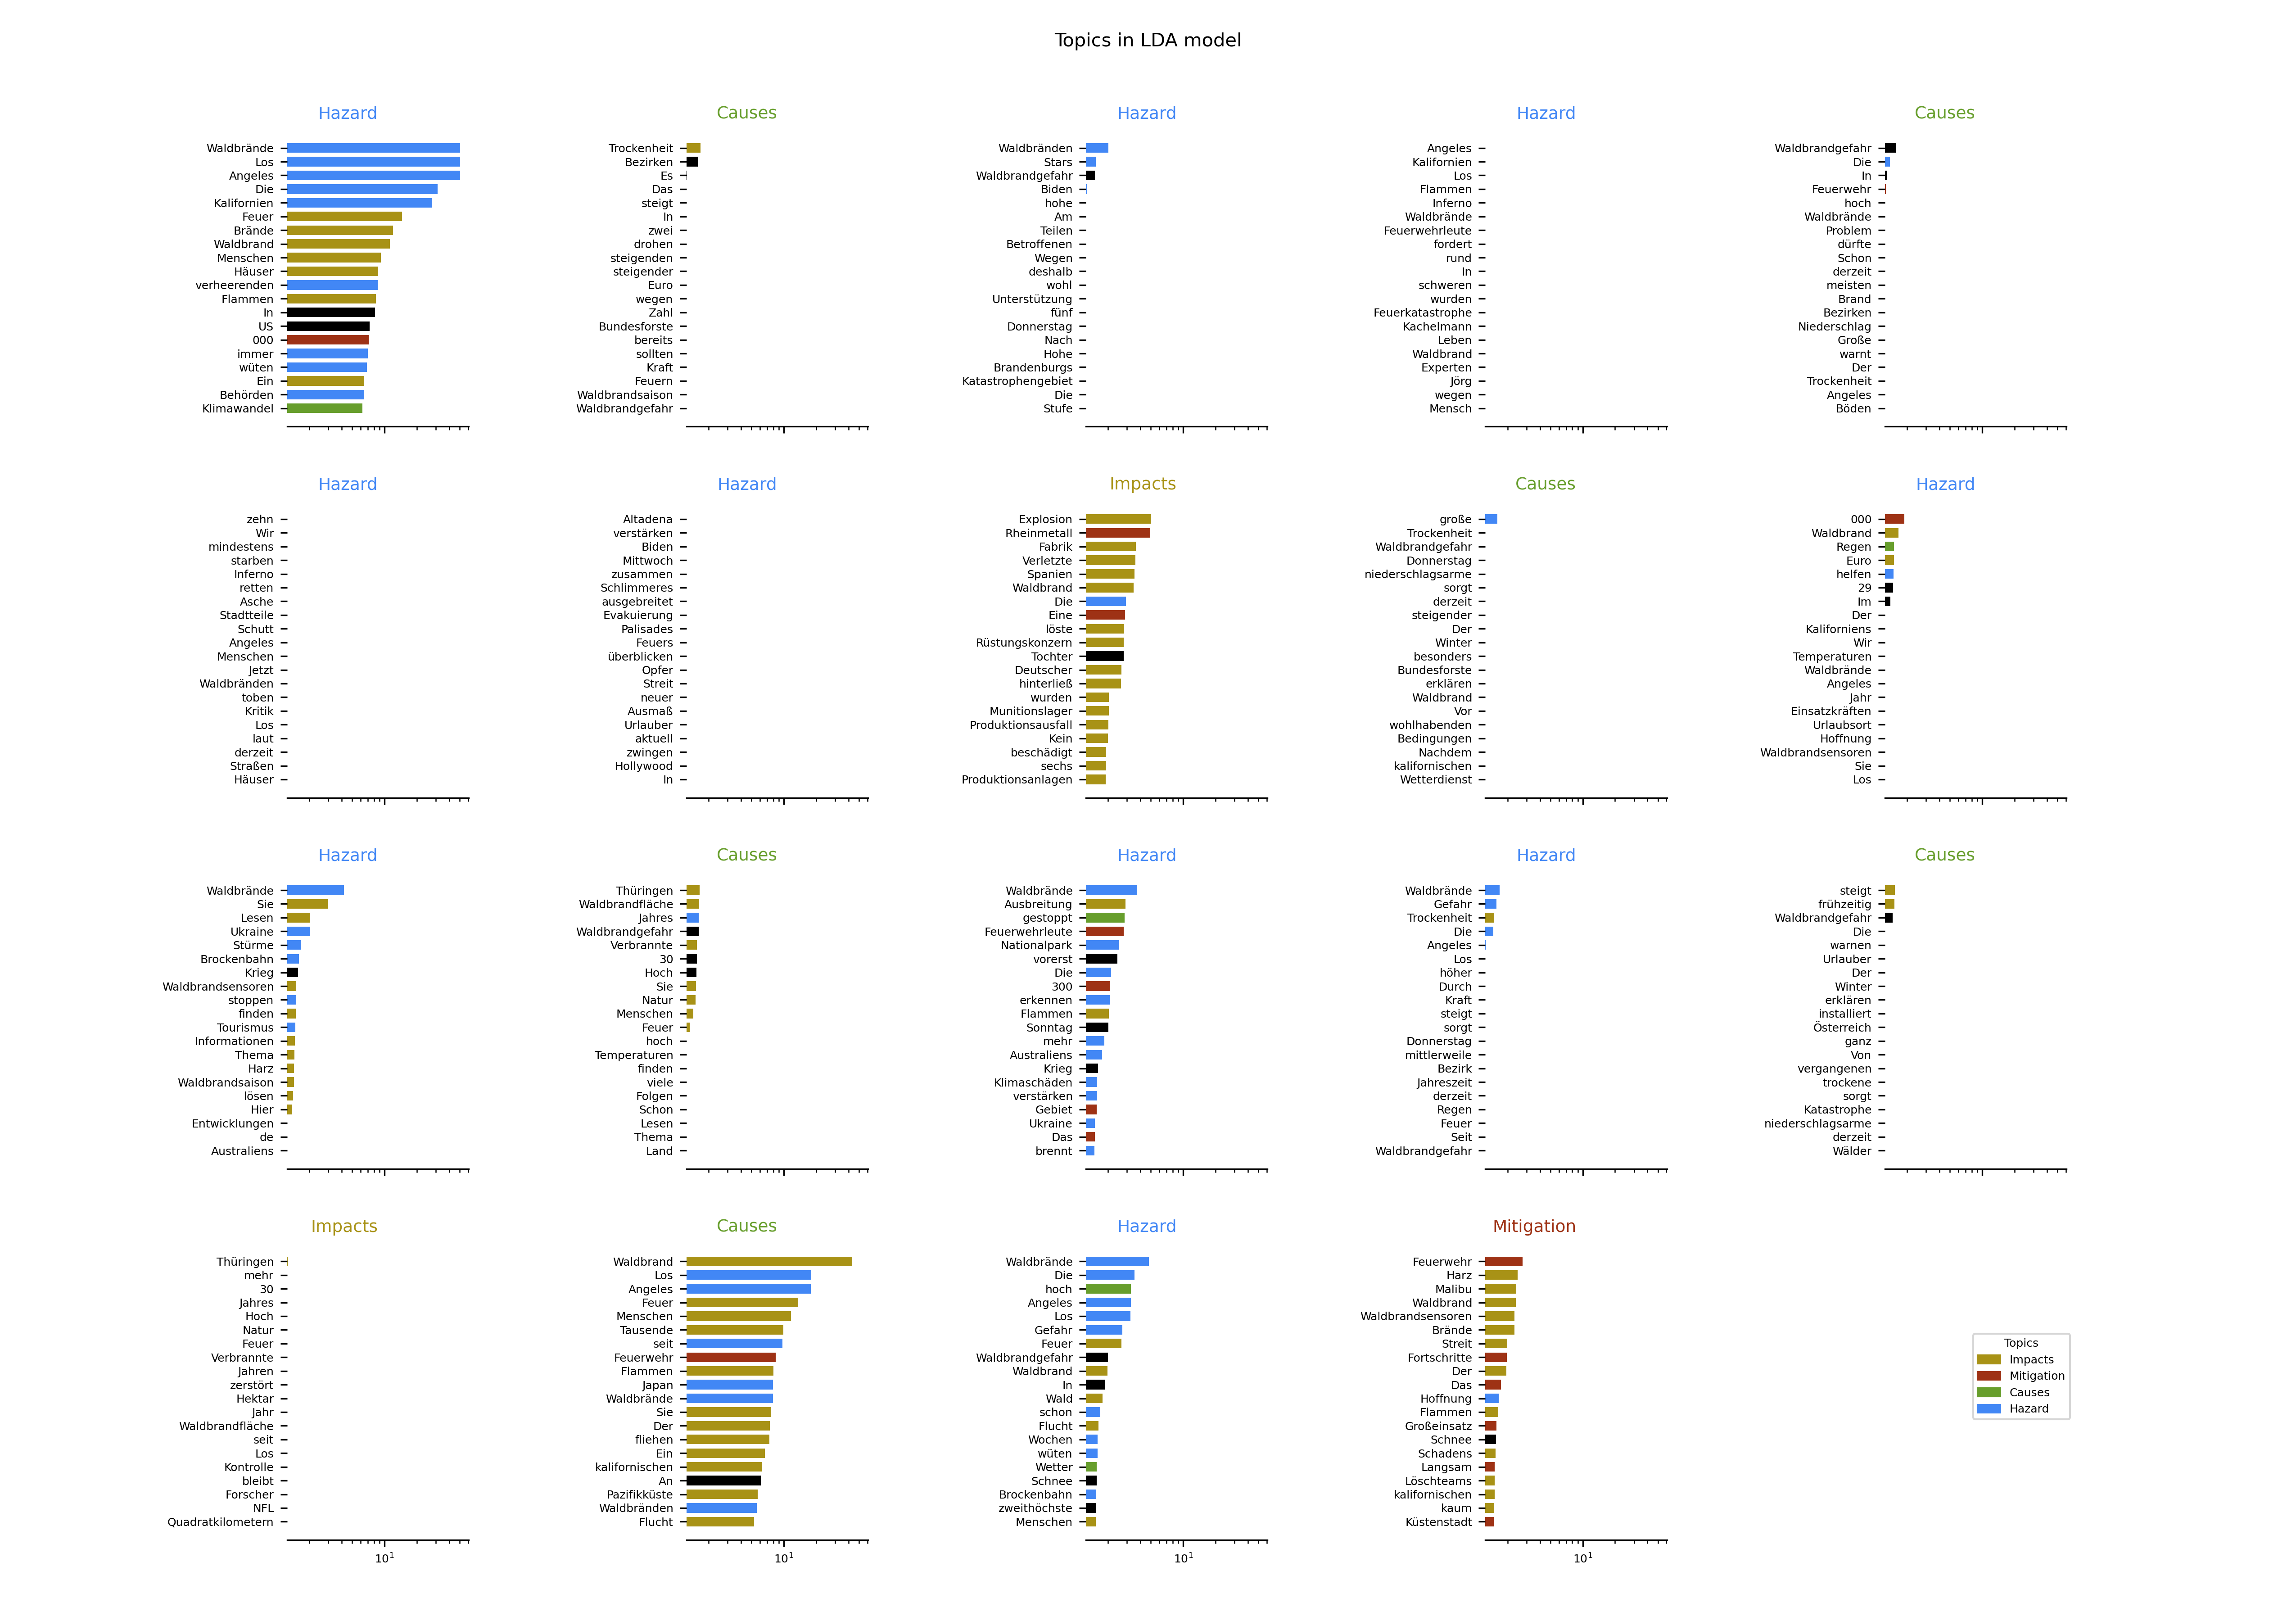 Topics in LDA model
Hazard
Waldbrände
Los
Angeles
Die
Kalifornien
Feuer
Brände
Waldbrand
Menschen
Häuser
verheerenden
Flammen
In
US
000
immer
wüten
Ein
Behörden
Klimawandel
Causes
Trockenheit
Bezirken
Es
Das
steigt
In
zwei
drohen
steigenden
steigender
Euro
wegen
Zahl
Bundesforste
bereits
sollten
Kraft
Feuern
Waldbrandsaison
Waldbrandgefahr
Hazard
Waldbränden
Stars
Waldbrandgefahr
Biden
hohe
Am
Teilen
Betroffenen
Wegen
deshalb
wohl
Unterstützung
fünf
Donnerstag
Nach
Hohe
Brandenburgs
Katastrophengebiet
Die
Stufe
Hazard
Angeles
Kalifornien
Los
Flammen
Inferno
Waldbrände
Feuerwehrleute
fordert
rund
In
schweren
wurden
Feuerkatastrophe
Kachelmann
Leben
Waldbrand
Experten
Jörg
wegen
Mensch
Causes
Waldbrandgefahr
Die
In
Feuerwehr
hoch
Waldbrände
Problem
dürfte
Schon
derzeit
meisten
Brand
Bezirken
Niederschlag
Große
warnt
Der
Trockenheit
Angeles
Böden
Hazard
zehn
Wir
mindestens
starben
Inferno
retten
Asche
Stadtteile
Schutt
Angeles
Menschen
Jetzt
Waldbränden
toben
Kritik
Los
laut
derzeit
Straßen
Häuser
Hazard
Altadena
verstärken
Biden
Mittwoch
zusammen
Schlimmeres
ausgebreitet
Evakuierung
Palisades
Feuers
überblicken
Opfer
Streit
neuer
Ausmaß
Urlauber
aktuell
zwingen
Hollywood
In
Impacts
Explosion
Rheinmetall
Fabrik
Verletzte
Spanien
Waldbrand
Die
Eine
löste
Rüstungskonzern
Tochter
Deutscher
hinterließ
wurden
Munitionslager
Produktionsausfall
Kein
beschädigt
sechs
Produktionsanlagen
Causes
große
Trockenheit
Waldbrandgefahr
Donnerstag
niederschlagsarme
sorgt
derzeit
steigender
Der
Winter
besonders
Bundesforste
erklären
Waldbrand
Vor
wohlhabenden
Bedingungen
Nachdem
kalifornischen
Wetterdienst
Hazard
000
Waldbrand
Regen
Euro
helfen
29
Im
Der
Kaliforniens
Wir
Temperaturen
Waldbrände
Angeles
Jahr
Einsatzkräften
Urlaubsort
Hoffnung
Waldbrandsensoren
Sie
Los
Hazard
Waldbrände
Sie
Lesen
Ukraine
Stürme
Brockenbahn
Krieg
Waldbrandsensoren
stoppen
finden
Tourismus
Informationen
Thema
Harz
Waldbrandsaison
lösen
Hier
Entwicklungen
de
Australiens
Causes
Thüringen
Waldbrandfläche
Jahres
Waldbrandgefahr
Verbrannte
30
Hoch
Sie
Natur
Menschen
Feuer
hoch
Temperaturen
finden
viele
Folgen
Schon
Lesen
Thema
Land
Hazard
Waldbrände
Ausbreitung
gestoppt
Feuerwehrleute
Nationalpark
vorerst
Die
300
erkennen
Flammen
Sonntag
mehr
Australiens
Krieg
Klimaschäden
verstärken
Gebiet
Ukraine
Das
brennt
Hazard
Waldbrände
Gefahr
Trockenheit
Die
Angeles
Los
höher
Durch
Kraft
steigt
sorgt
Donnerstag
mittlerweile
Bezirk
Jahreszeit
derzeit
Regen
Feuer
Seit
Waldbrandgefahr
Causes
steigt
frühzeitig
Waldbrandgefahr
Die
warnen
Urlauber
Der
Winter
erklären
installiert
Österreich
ganz
Von
vergangenen
trockene
sorgt
Katastrophe
niederschlagsarme
derzeit
Wälder
Impacts
Thüringen
mehr
30
Jahres
Hoch
Natur
Feuer
Verbrannte
Jahren
zerstört
Hektar
Jahr
Waldbrandfläche
seit
Los
Kontrolle
bleibt
Forscher
NFL
Quadratkilometern
10¹
Causes
Waldbrand
Los
Angeles
Feuer
Menschen
Tausende
seit
Feuerwehr
Flammen
Japan
Waldbrände
Sie
Der
fliehen
Ein
kalifornischen
An
Pazifikküste
Waldbränden
Flucht
10¹
Hazard
Waldbrände
Die
hoch
Angeles
Los
Gefahr
Feuer
Waldbrandgefahr
Waldbrand
In
Wald
schon
Flucht
Wochen
wüten
Wetter
Schnee
Brockenbahn
zweithöchste
Menschen
10¹
Mitigation
Feuerwehr
Harz
Malibu
Waldbrand
Waldbrandsensoren
Brände
Streit
Fortschritte
Der
Das
Hoffnung
Flammen
Großeinsatz
Schnee
Schadens
Langsam
Löschteams
kalifornischen
kaum
Küstenstadt
10¹
Topics
Impacts
Mitigation
Causes
Hazard